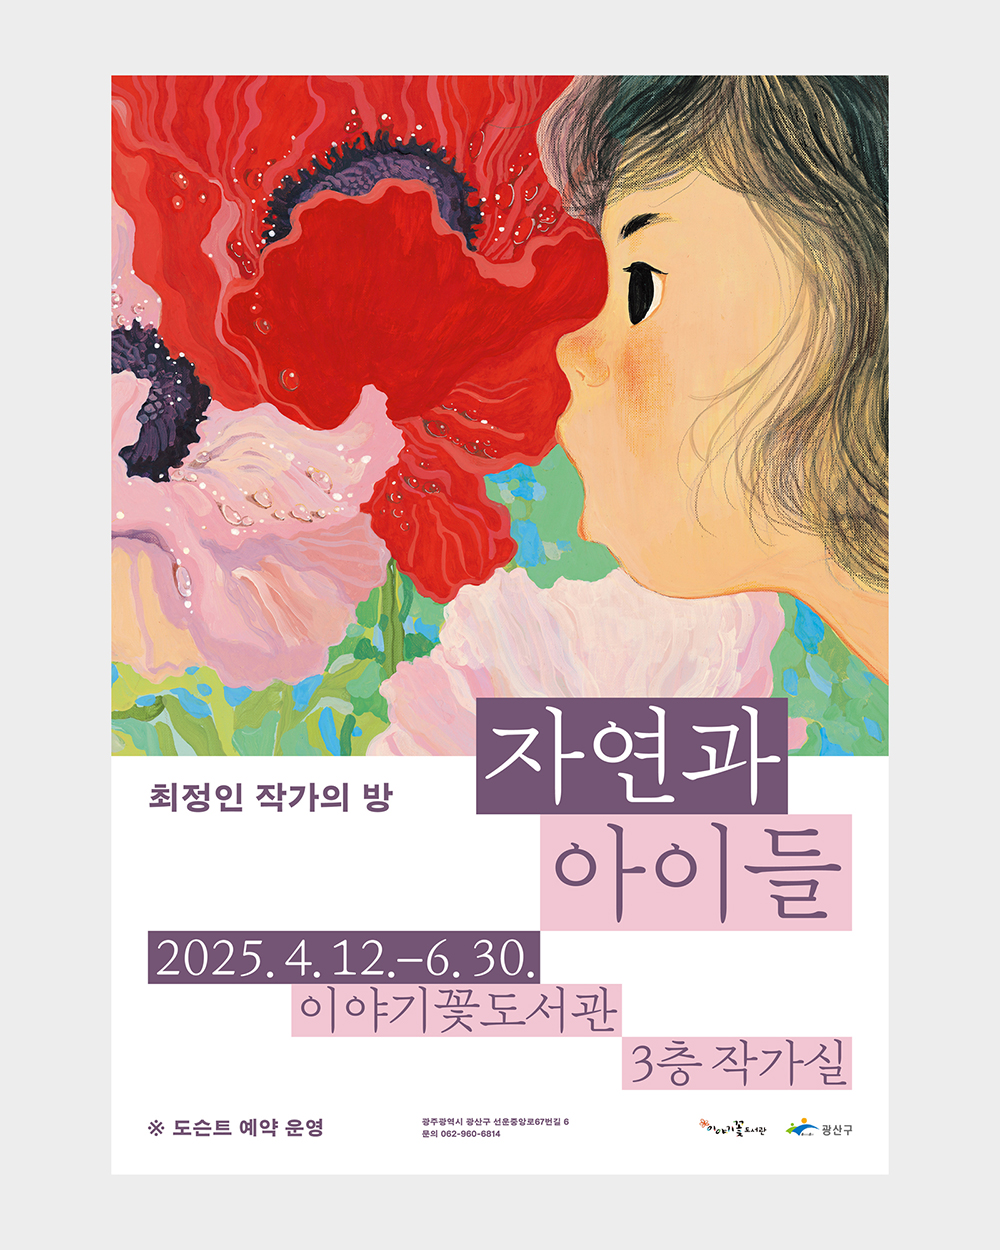 자연과
아이들
최정인 작가의 방
2025. 4. 12.–6. 30.
이야기꽃도서관
3층 작가실
※ 도슨트 예약 운영
광주광역시 광산구 선운중앙로67번길 6
문의 062-960-6814
이야기꽃도서관
광산구